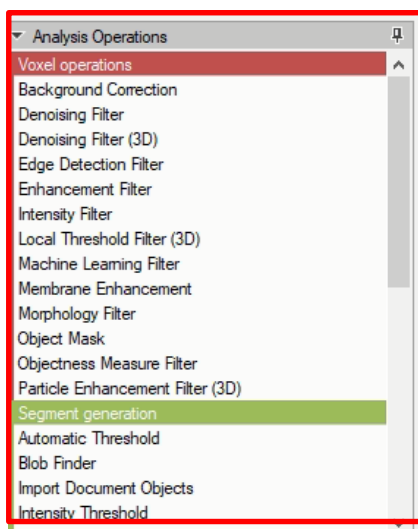 Analysis Operations
Voxel operations
Background Correction
Denoising Filter
Denoising Filter (3D)
Edge Detection Filter
Enhancement Filter
Intensity Filter
Local Threshold Filter (3D)
Machine Learning Filter
Membrane Enhancement
Morphology Filter
Object Mask
Objectness Measure Filter
Particle Enhancement Filter (3D)
Segment generation
Automatic Threshold
Blob Finder
Import Document Objects
Intensity Threshold